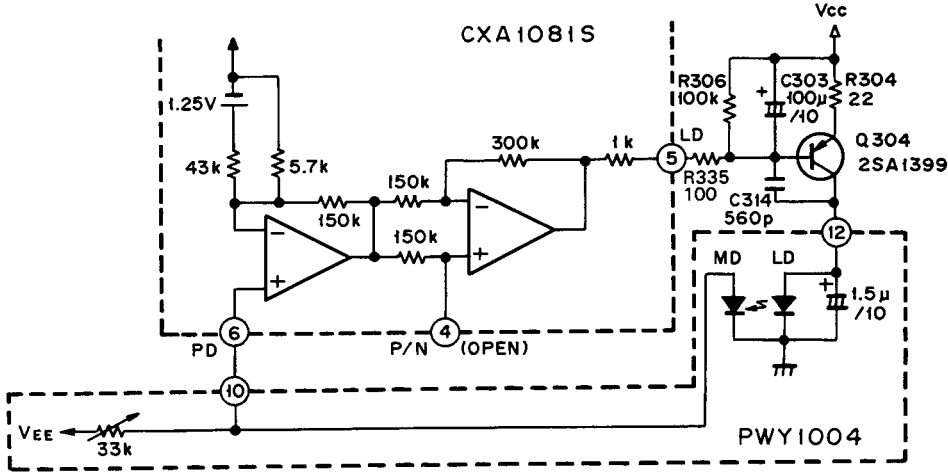 CXA1081S
Vcc
1.25V
43k
5.7k
150k
150k
150k
300k
1k
5
LD
R306
100k
+
C303
100μ
/10
R304
22
Q304
2SA1399
R335
100
C314
560p
12
−
+
−
+
6
PD
4
P/N
(OPEN)
MD
LD
+
1.5μ
/10
10
VEE
33k
PWY1004